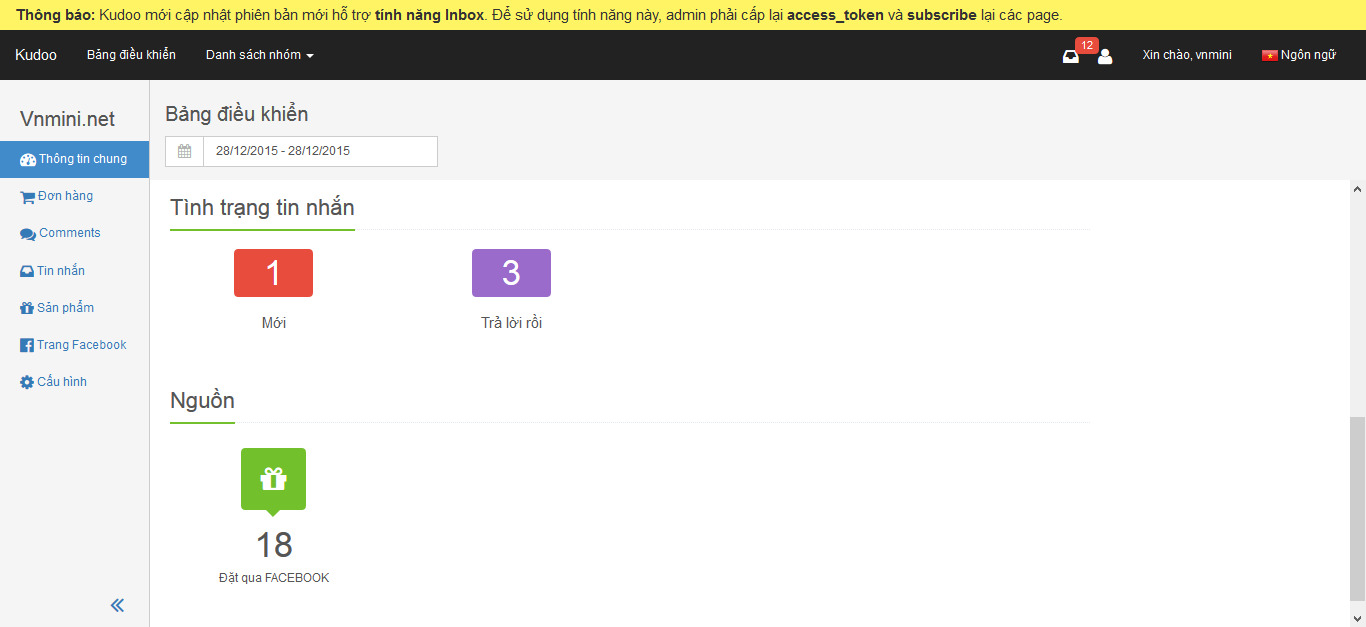 Thông báo: Kudoo mới cập nhật phiên bản mới hỗ trợ tính năng Inbox. Để sử dụng tính năng này, admin phải cấp lại access_token và subscribe lại các page.
Kudoo Bảng điều khiển Danh sách nhóm 12 Xin chào, vnmini Ngôn ngữ
Vnmini.net
Thông tin chung
Đơn hàng
Comments
Tin nhắn
Sản phẩm
Trang Facebook
Cấu hình
Bảng điều khiển
28/12/2015 - 28/12/2015
Tình trạng tin nhắn
1 3
Mới Trả lời rồi
Nguồn
18
Đặt qua FACEBOOK